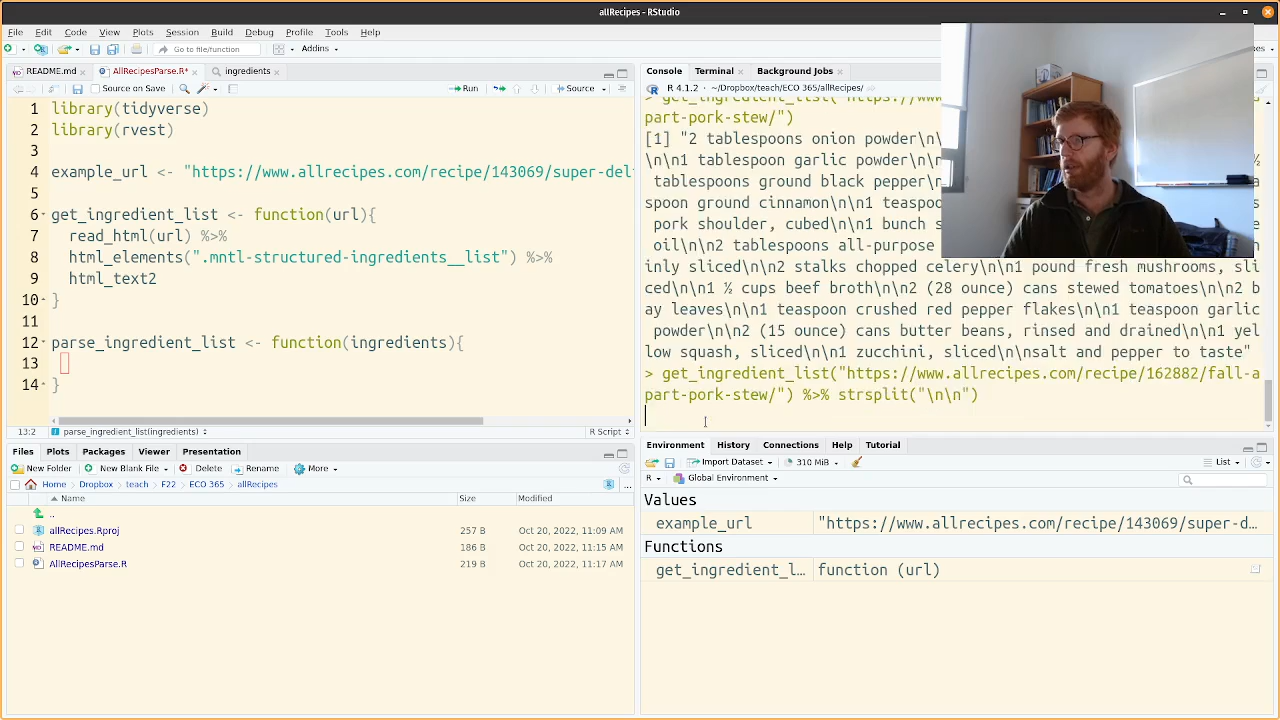 allRecipes - RStudio
File Edit Code View Plots Session Build Debug Profile Tools Help
Go to file/function Addins
README.md AllRecipesParse.R* ingredients
Source on Save Run Source
1 library(tidyverse)
2 library(rvest)
3
4 example_url <- "https://www.allrecipes.com/recipe/143069/super-del
5
6 get_ingredient_list <- function(url){
7 read_html(url) %>%
8 html_elements(".mntl-structured-ingredients__list") %>%
9 html_text2
10 }
11
12 parse_ingredient_list <- function(ingredients){
13
14 }
13:2 parse_ingredient_list(ingredients) R Script
Files Plots Packages Viewer Presentation
New Folder New Blank File Delete Rename More
Home Dropbox teach F22 ECO 365 allRecipes ...
Name Size Modified
..
allRecipes.Rproj 257 B Oct 20, 2022, 11:09 AM
README.md 186 B Oct 20, 2022, 11:15 AM
AllRecipesParse.R 219 B Oct 20, 2022, 11:17 AM
Console Terminal Background Jobs
R 4.1.2 · ~/Dropbox/teach/ECO 365/allRecipes/
> get_ingredient_list("https://www
part-pork-stew/")
[1] "2 tablespoons onion powder\n\
\n\n1 tablespoon garlic powder\n ½
tablespoons ground black pepper\n
spoon ground cinnamon\n\n1 teaspo
pork shoulder, cubed\n\n1 bunch s
oil\n\n2 tablespoons all-purpose
inly sliced\n\n2 stalks chopped celery\n\n1 pound fresh mushrooms, sli
ced\n\n1 ½ cups beef broth\n\n2 (28 ounce) cans stewed tomatoes\n\n2 b
ay leaves\n\n1 teaspoon crushed red pepper flakes\n\n1 teaspoon garlic
powder\n\n2 (15 ounce) cans butter beans, rinsed and drained\n\n1 yel
low squash, sliced\n\n1 zucchini, sliced\n\nsalt and pepper to taste"
> get_ingredient_list("https://www.allrecipes.com/recipe/162882/fall-a
part-pork-stew/") %>% strsplit("\n\n")
Environment History Connections Help Tutorial
Import Dataset 310 MiB List
R Global Environment
Values
example_url "https://www.allrecipes.com/recipe/143069/super-d…
Functions
get_ingredient_l… function (url)